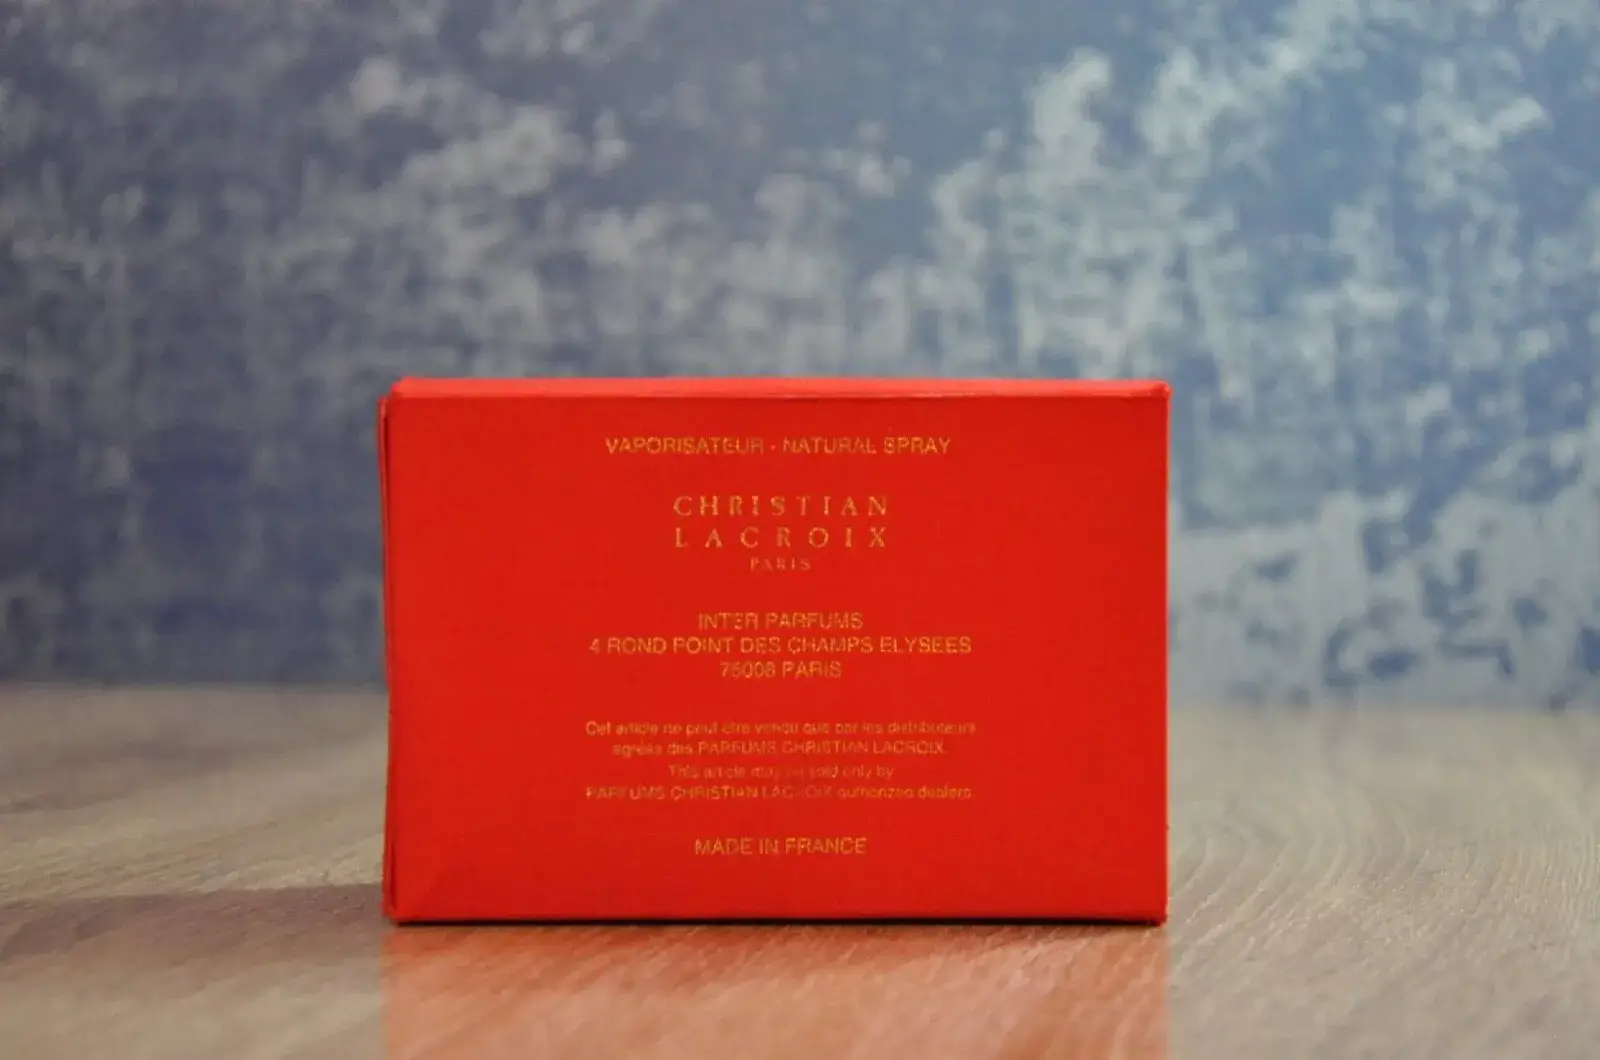 VAPORISATEUR - NATURAL SPRAY
CHRISTIAN
LACROIX
PARIS
INTER PARFUMS
4 ROND POINT DES CHAMPS ELYSEES
75008 PARIS
Cet article ne peut être vendu que par les distributeurs
agréés des PARFUMS CHRISTIAN LACROIX.
This article may be sold only by
PARFUMS CHRISTIAN LACROIX authorized dealers.
MADE IN FRANCE